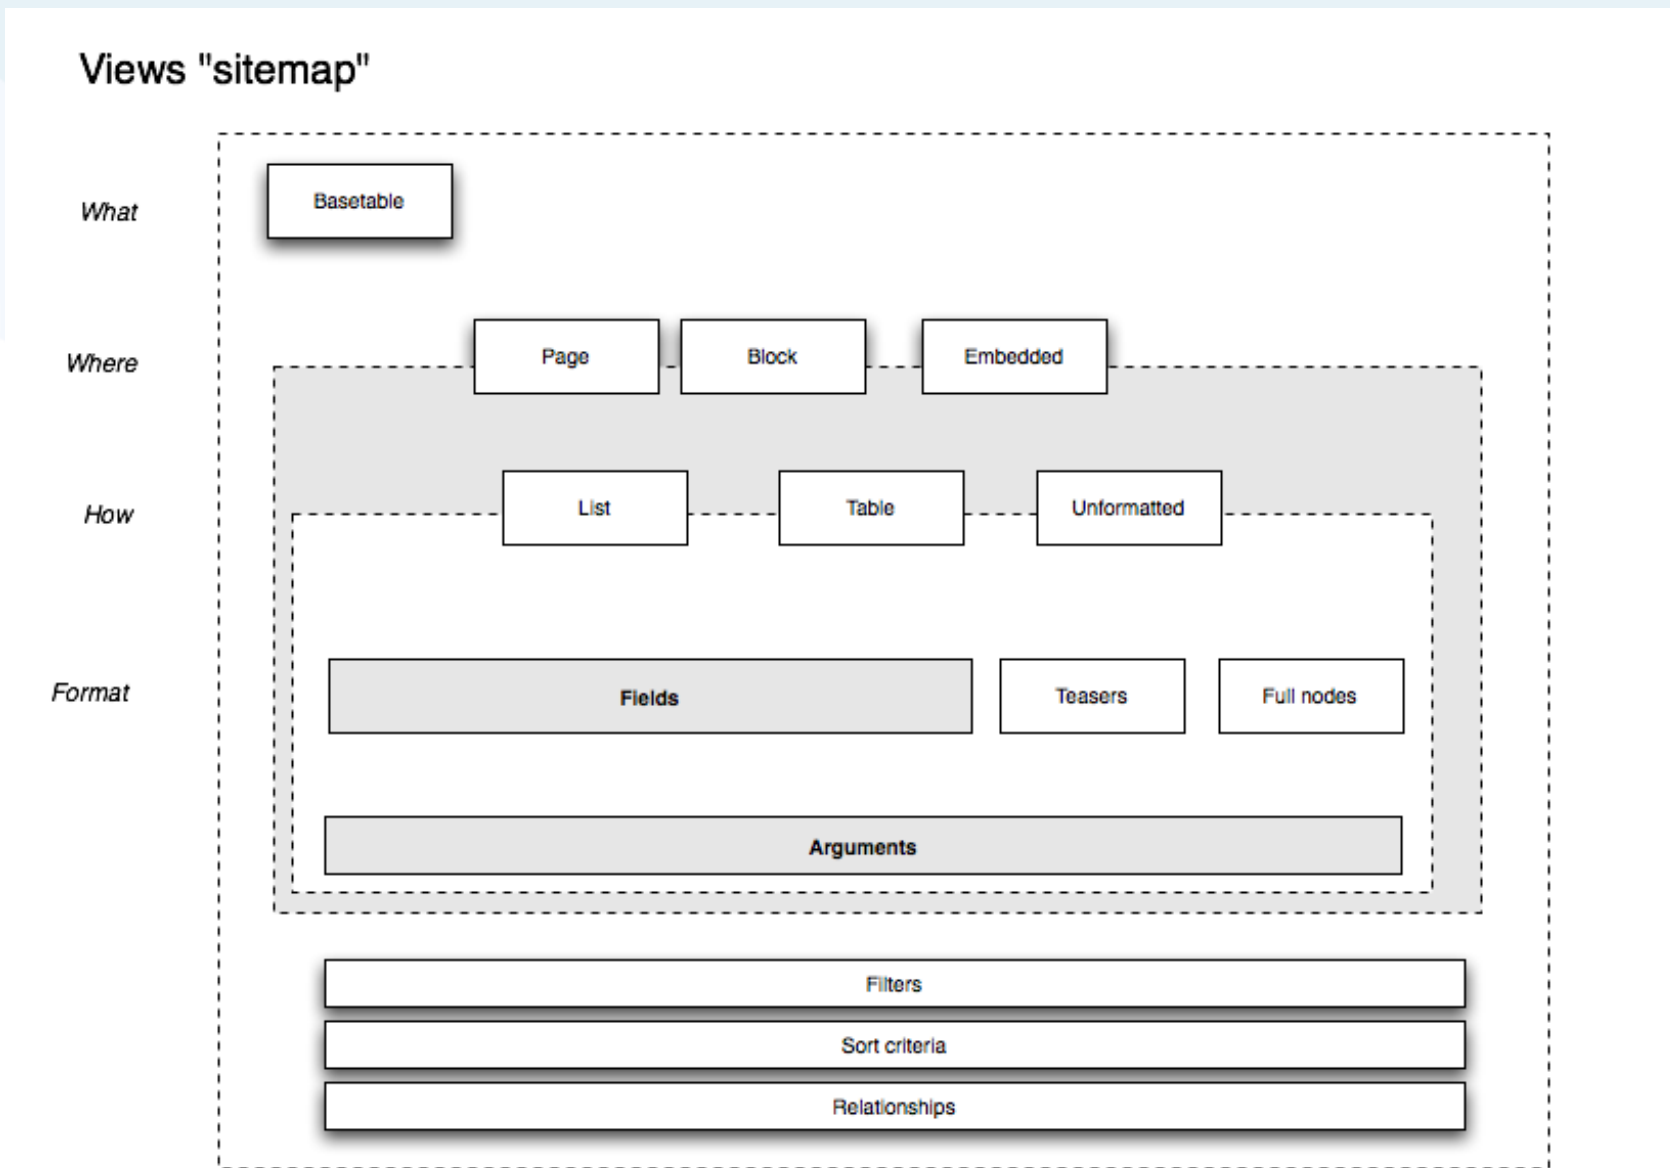 Views "sitemap"
What
Basetable
Where
Page
Block
Embedded
How
List
Table
Unformatted
Format
Fields
Teasers
Full nodes
Arguments
Filters
Sort criteria
Relationships